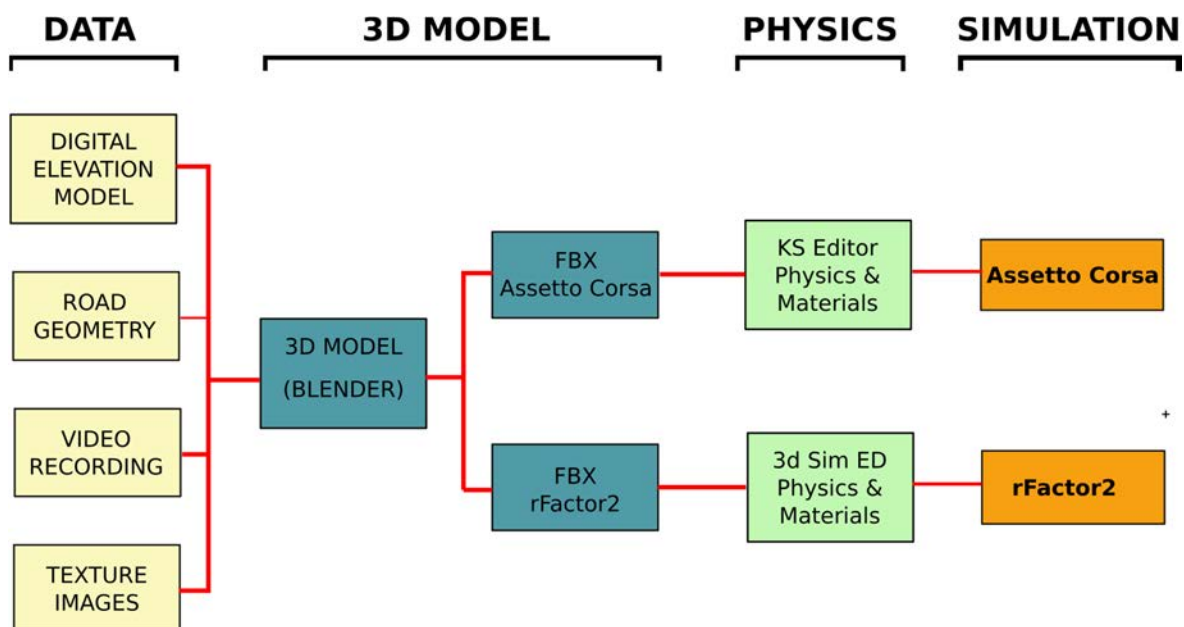 DATA
3D MODEL
PHYSICS
SIMULATION
DIGITAL
ELEVATION
MODEL
ROAD
GEOMETRY
VIDEO
RECORDING
TEXTURE
IMAGES
3D MODEL
(BLENDER)
FBX
Assetto Corsa
FBX
rFactor2
KS Editor
Physics &
Materials
3d Sim ED
Physics &
Materials
Assetto Corsa
+
rFactor2